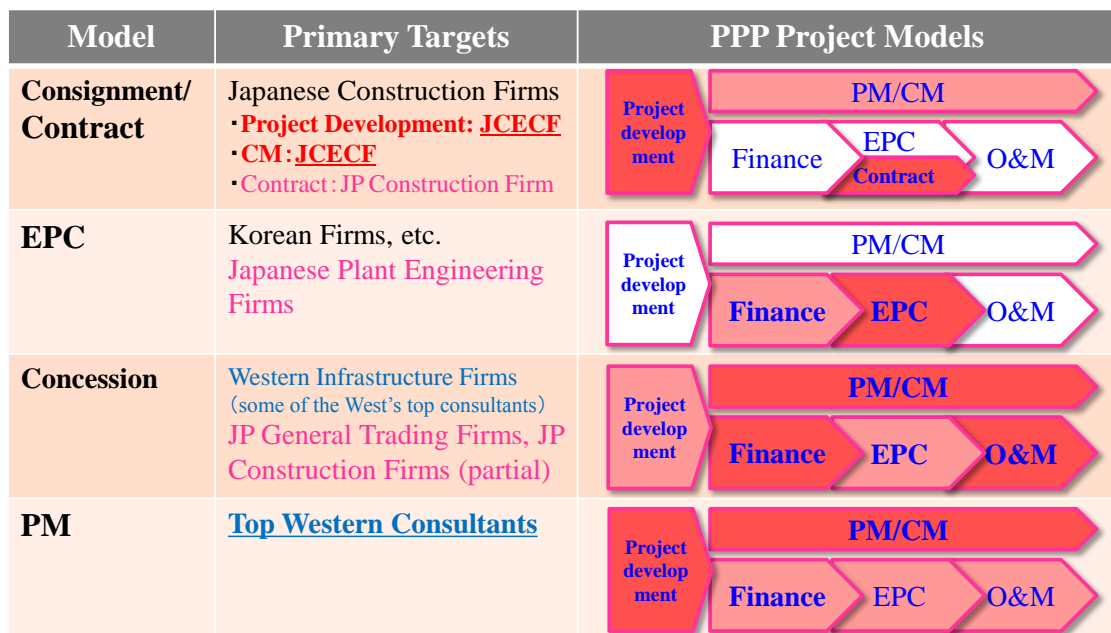 Model
Primary Targets
PPP Project Models
Consignment/
Contract
Japanese Construction Firms
・Project Development: JCECF
・CM：JCECF
・Contract：JP Construction Firm
Project
develop
ment
PM/CM
Finance
EPC
Contract
O&M
EPC
Korean Firms, etc.
Japanese Plant Engineering
Firms
Project
develop
ment
PM/CM
Finance
EPC
O&M
Concession
Western Infrastructure Firms
（some of the West's top consultants）
JP General Trading Firms, JP
Construction Firms (partial)
Project
develop
ment
PM/CM
Finance
EPC
O&M
PM
Top Western Consultants
Project
develop
ment
PM/CM
Finance
EPC
O&M